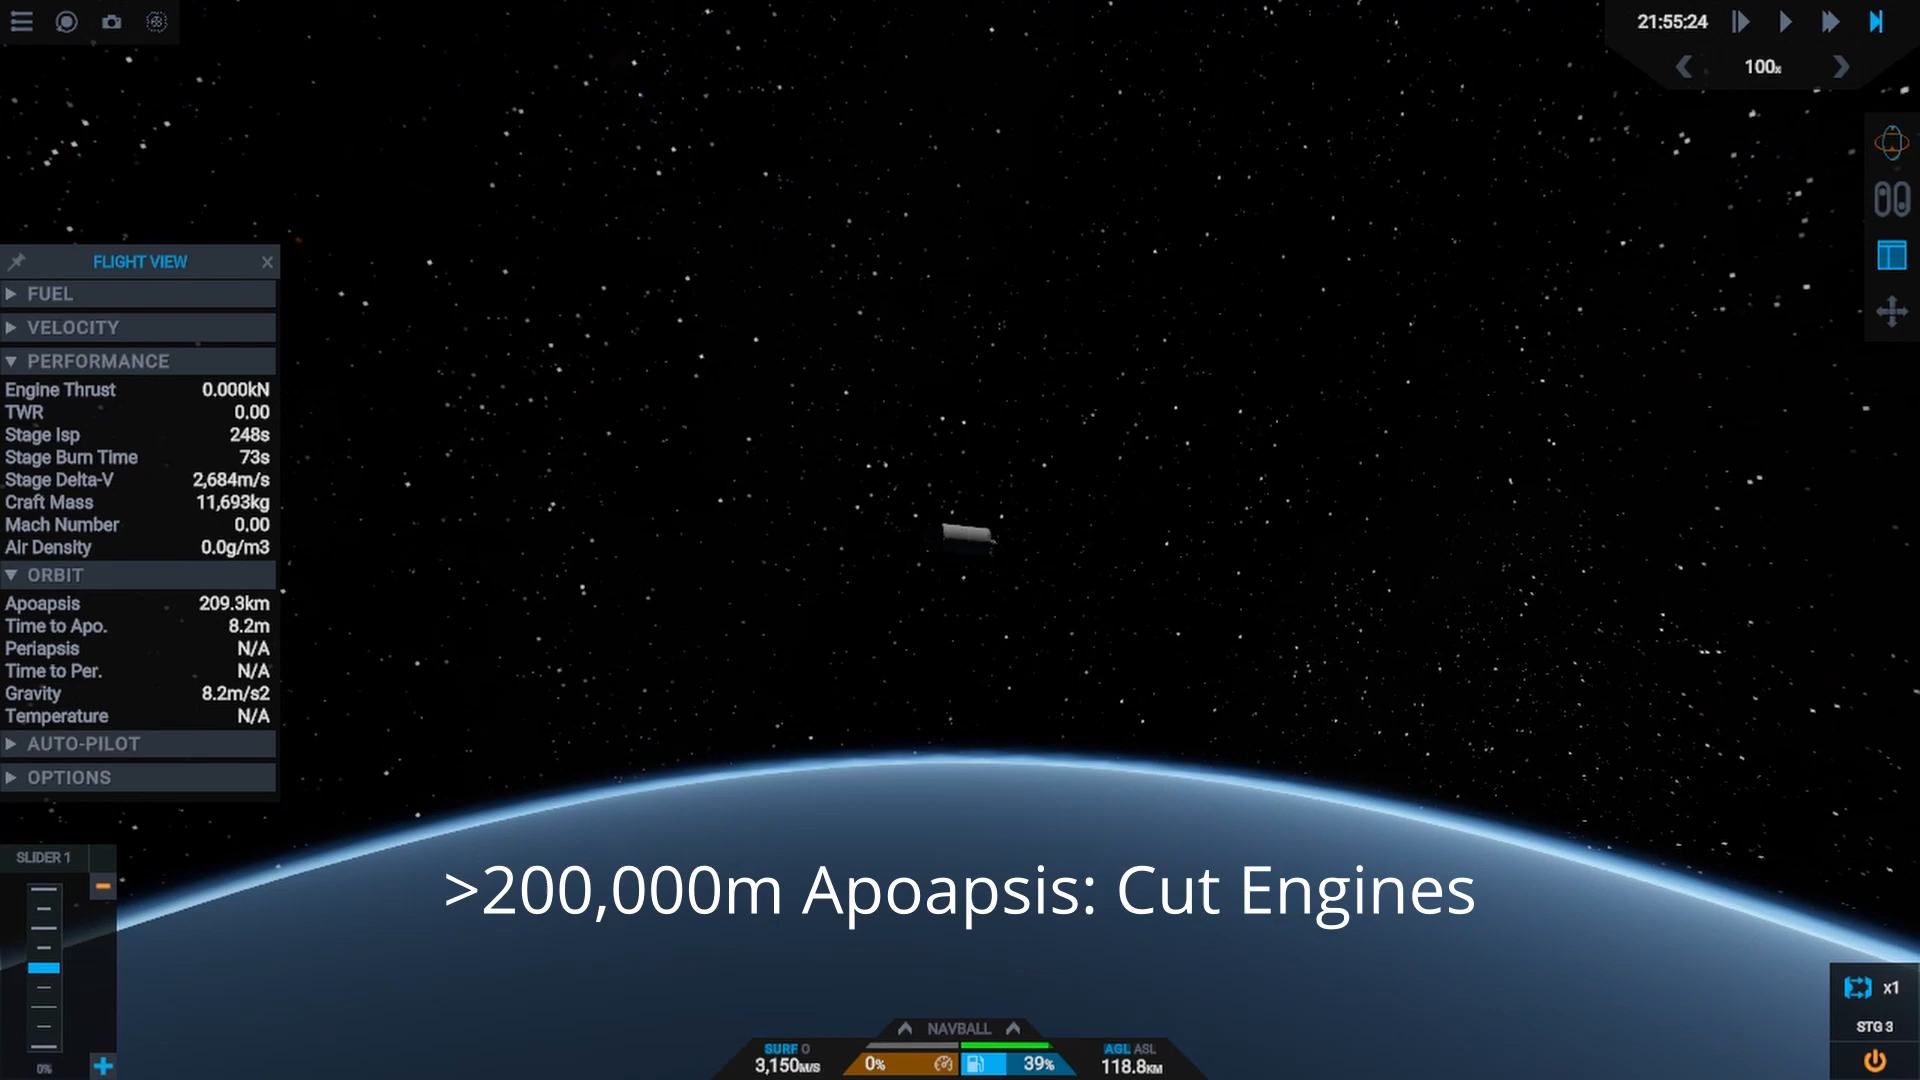 21:55:24
100x
FLIGHT VIEW
FUEL
VELOCITY
PERFORMANCE
Engine Thrust 0.000kN
TWR 0.00
Stage Isp 248s
Stage Burn Time 73s
Stage Delta-V 2,684m/s
Craft Mass 11,693kg
Mach Number 0.00
Air Density 0.0g/m3
ORBIT
Apoapsis 209.3km
Time to Apo. 8.2m
Periapsis N/A
Time to Per. N/A
Gravity 8.2m/s2
Temperature N/A
AUTO-PILOT
OPTIONS
SLIDER 1
0%
>200,000m Apoapsis: Cut Engines
NAVBALL
SURF O
3,150M/S
0%
39%
AGL ASL
118.8KM
x1
STG 3